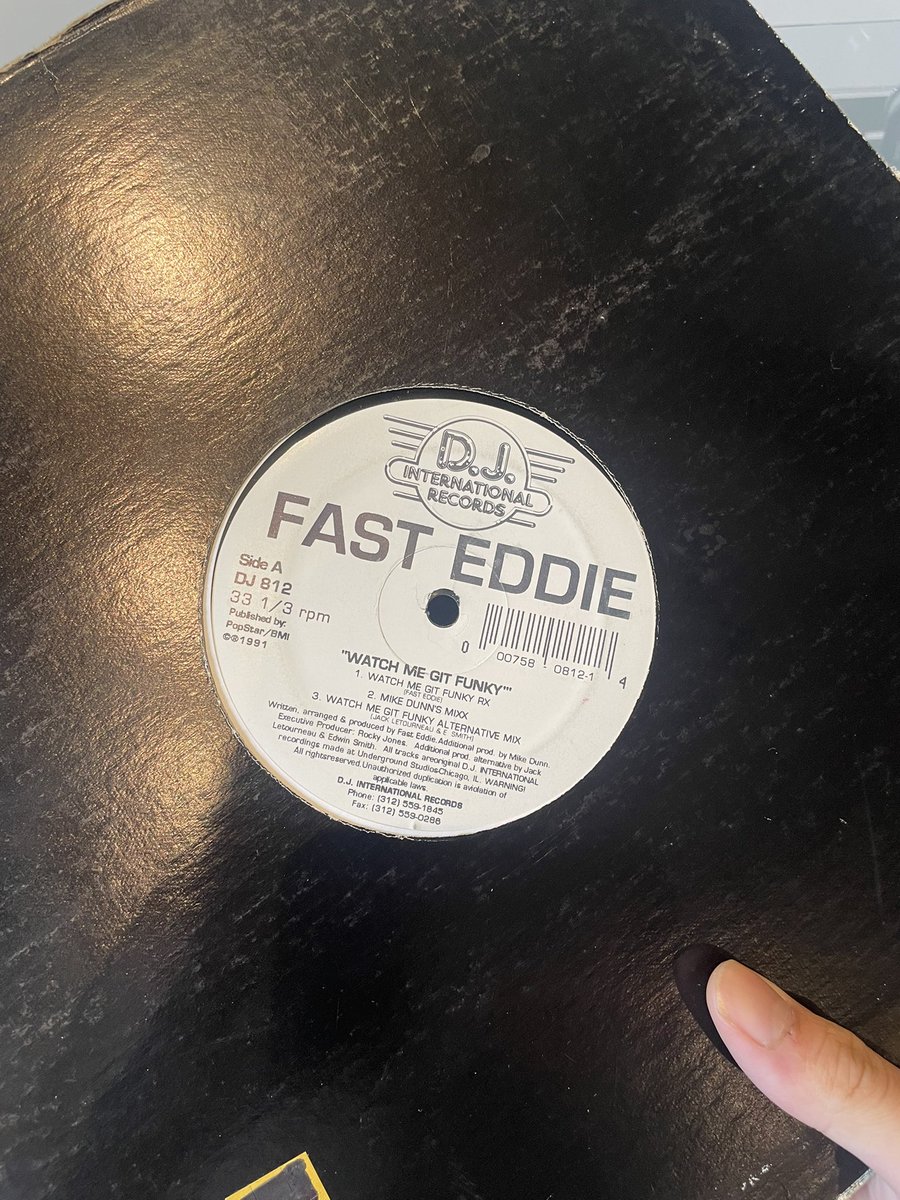 D.J.
INTERNATIONAL
RECORDS
FAST EDDIE
Side A
DJ 812
33 1/3 rpm
Published by:
PopStar/BMI
©℗1991
0 00758 0812-1 4
"WATCH ME GIT FUNKY'"
1. WATCH ME GIT FUNKY RX
(FAST EDDIE)
2. MIKE DUNN'S MIXX
3. WATCH ME GIT FUNKY ALTERNATIVE MIX
(JACK LETOURNEAU & E. SMITH)
Written, arranged & produced by Fast Eddie.Additional prod. by Mike Dunn.
Executive Producer: Rocky Jones. Additional prod. alternative by Jack
Letourneau & Edwin Smith. All tracks areoriginal D.J. INTERNATIONAL
recordings made at Underground StudiosChicago, IL. WARNING!
All rightsreserved.Unauthorized duplication is aviolation of
applicable laws.
D.J. INTERNATIONAL RECORDS
Phone: (312) 559-1845
Fax: (312) 559-0288